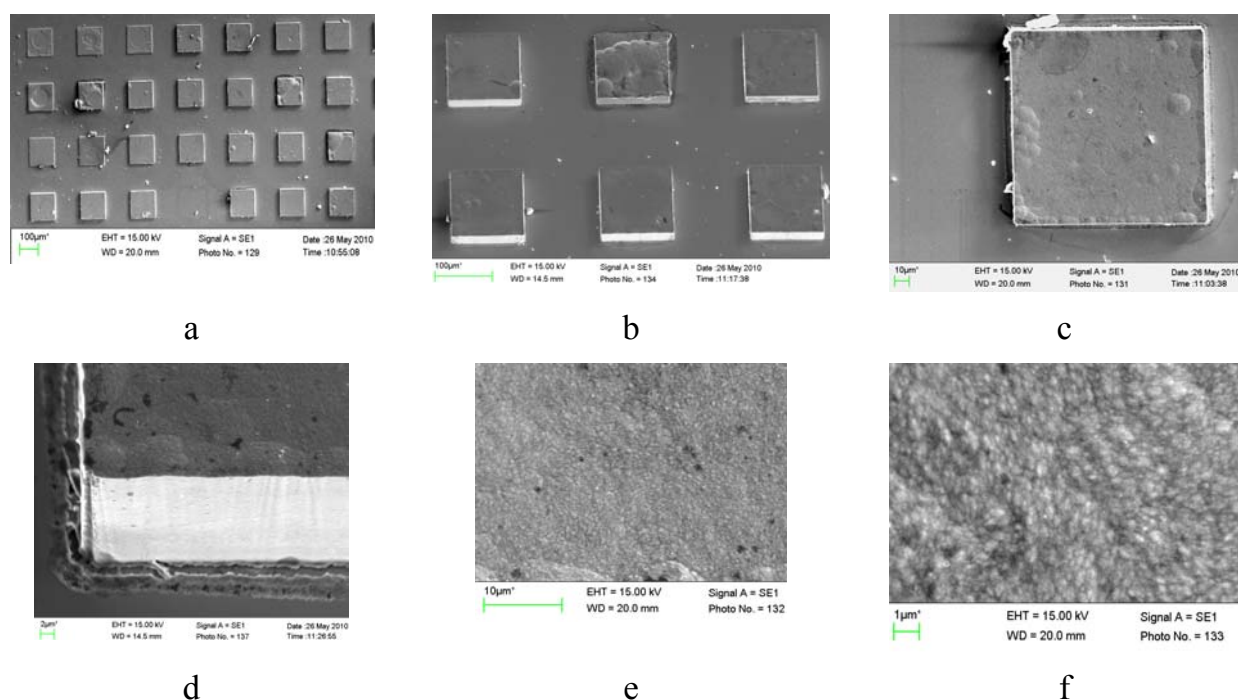 100µm* EHT = 15.00 kV Signal A = SE1 Date :26 May 2010
WD = 20.0 mm Photo No. = 129 Time :10:55:08
a
100µm* EHT = 15.00 kV Signal A = SE1 Date :26 May 2010
WD = 14.5 mm Photo No. = 134 Time :11:17:38
b
10µm* EHT = 15.00 kV Signal A = SE1 Date :26 May 2010
WD = 20.0 mm Photo No. = 131 Time :11:03:38
c
2µm* EHT = 15.00 kV Signal A = SE1 Date :26 May 2010
WD = 14.5 mm Photo No. = 137 Time :11:26:55
d
10µm* EHT = 15.00 kV Signal A = SE1
WD = 20.0 mm Photo No. = 132
e
1µm* EHT = 15.00 kV Signal A = SE1
WD = 20.0 mm Photo No. = 133
f